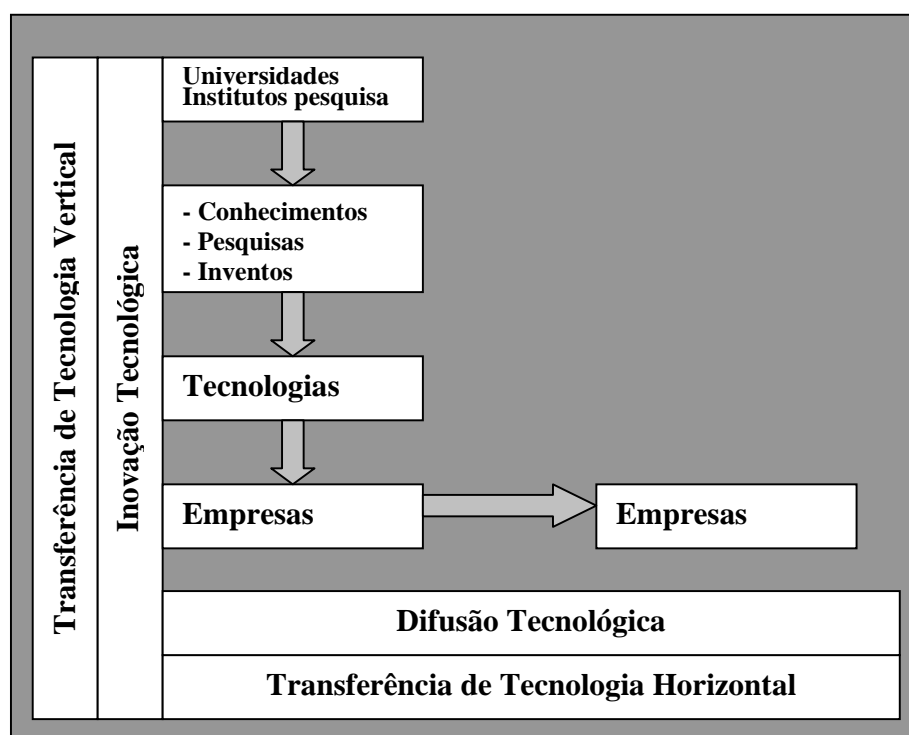 Transferência de Tecnologia Vertical
Inovação Tecnológica
Universidades
Institutos pesquisa
- Conhecimentos
- Pesquisas
- Inventos
Tecnologias
Empresas
Empresas
Difusão Tecnológica
Transferência de Tecnologia Horizontal